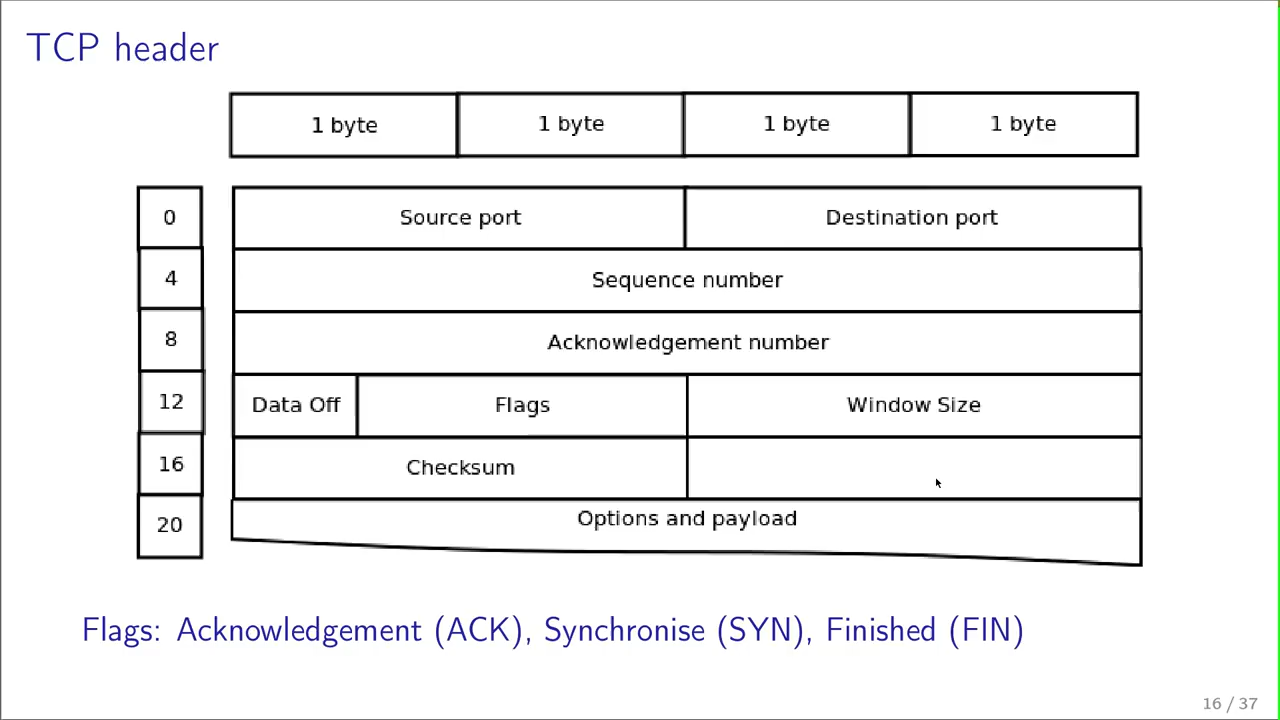 TCP header
1 byte 1 byte 1 byte 1 byte
0 Source port Destination port
4 Sequence number
8 Acknowledgement number
12 Data Off Flags Window Size
16 Checksum
20 Options and payload
Flags: Acknowledgement (ACK), Synchronise (SYN), Finished (FIN)
16 / 37